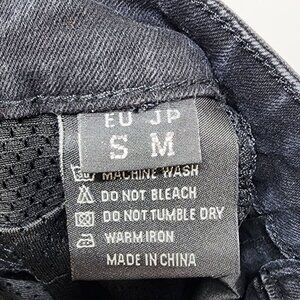 EU JP
S M
MACHINE WASH
DO NOT BLEACH
DO NOT TUMBLE DRY
WARM IRON
MADE IN CHINA